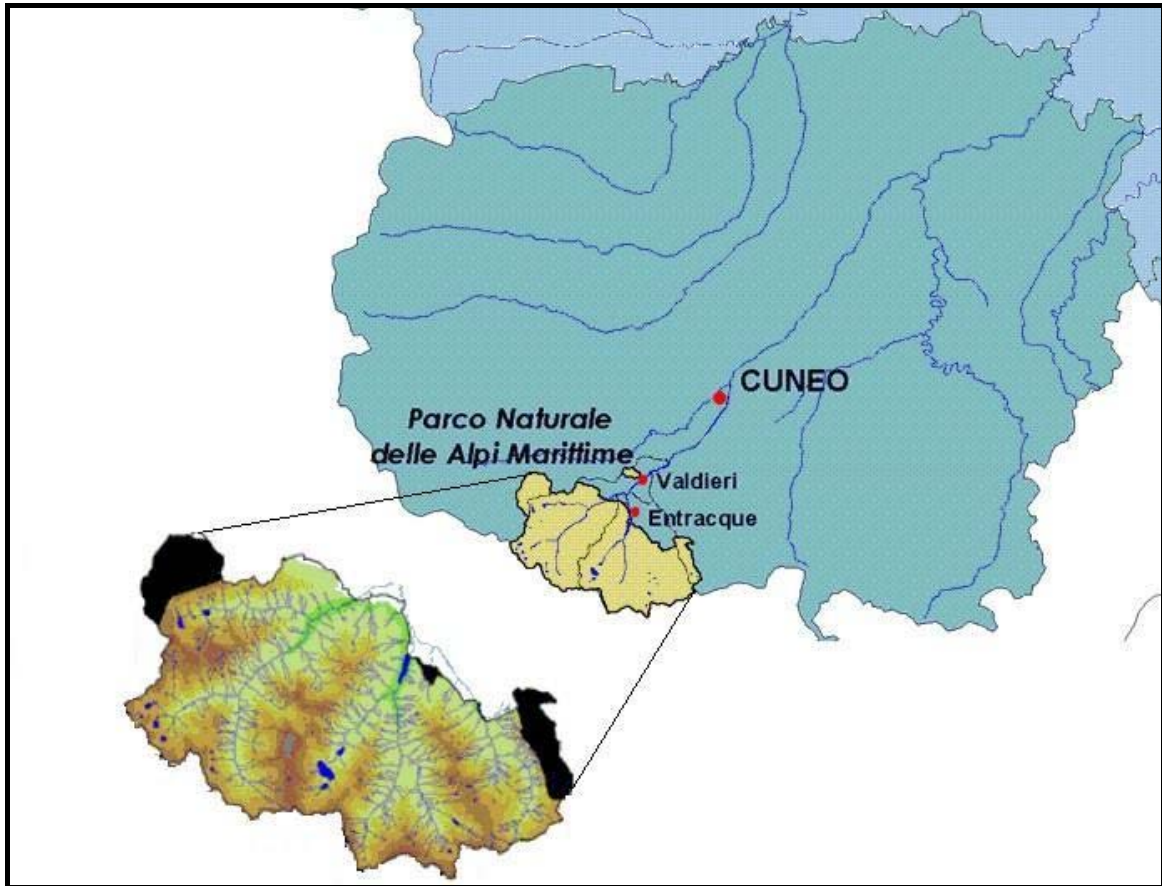 CUNEO
Parco Naturale
delle Alpi Marittime
Valdieri
Entracque